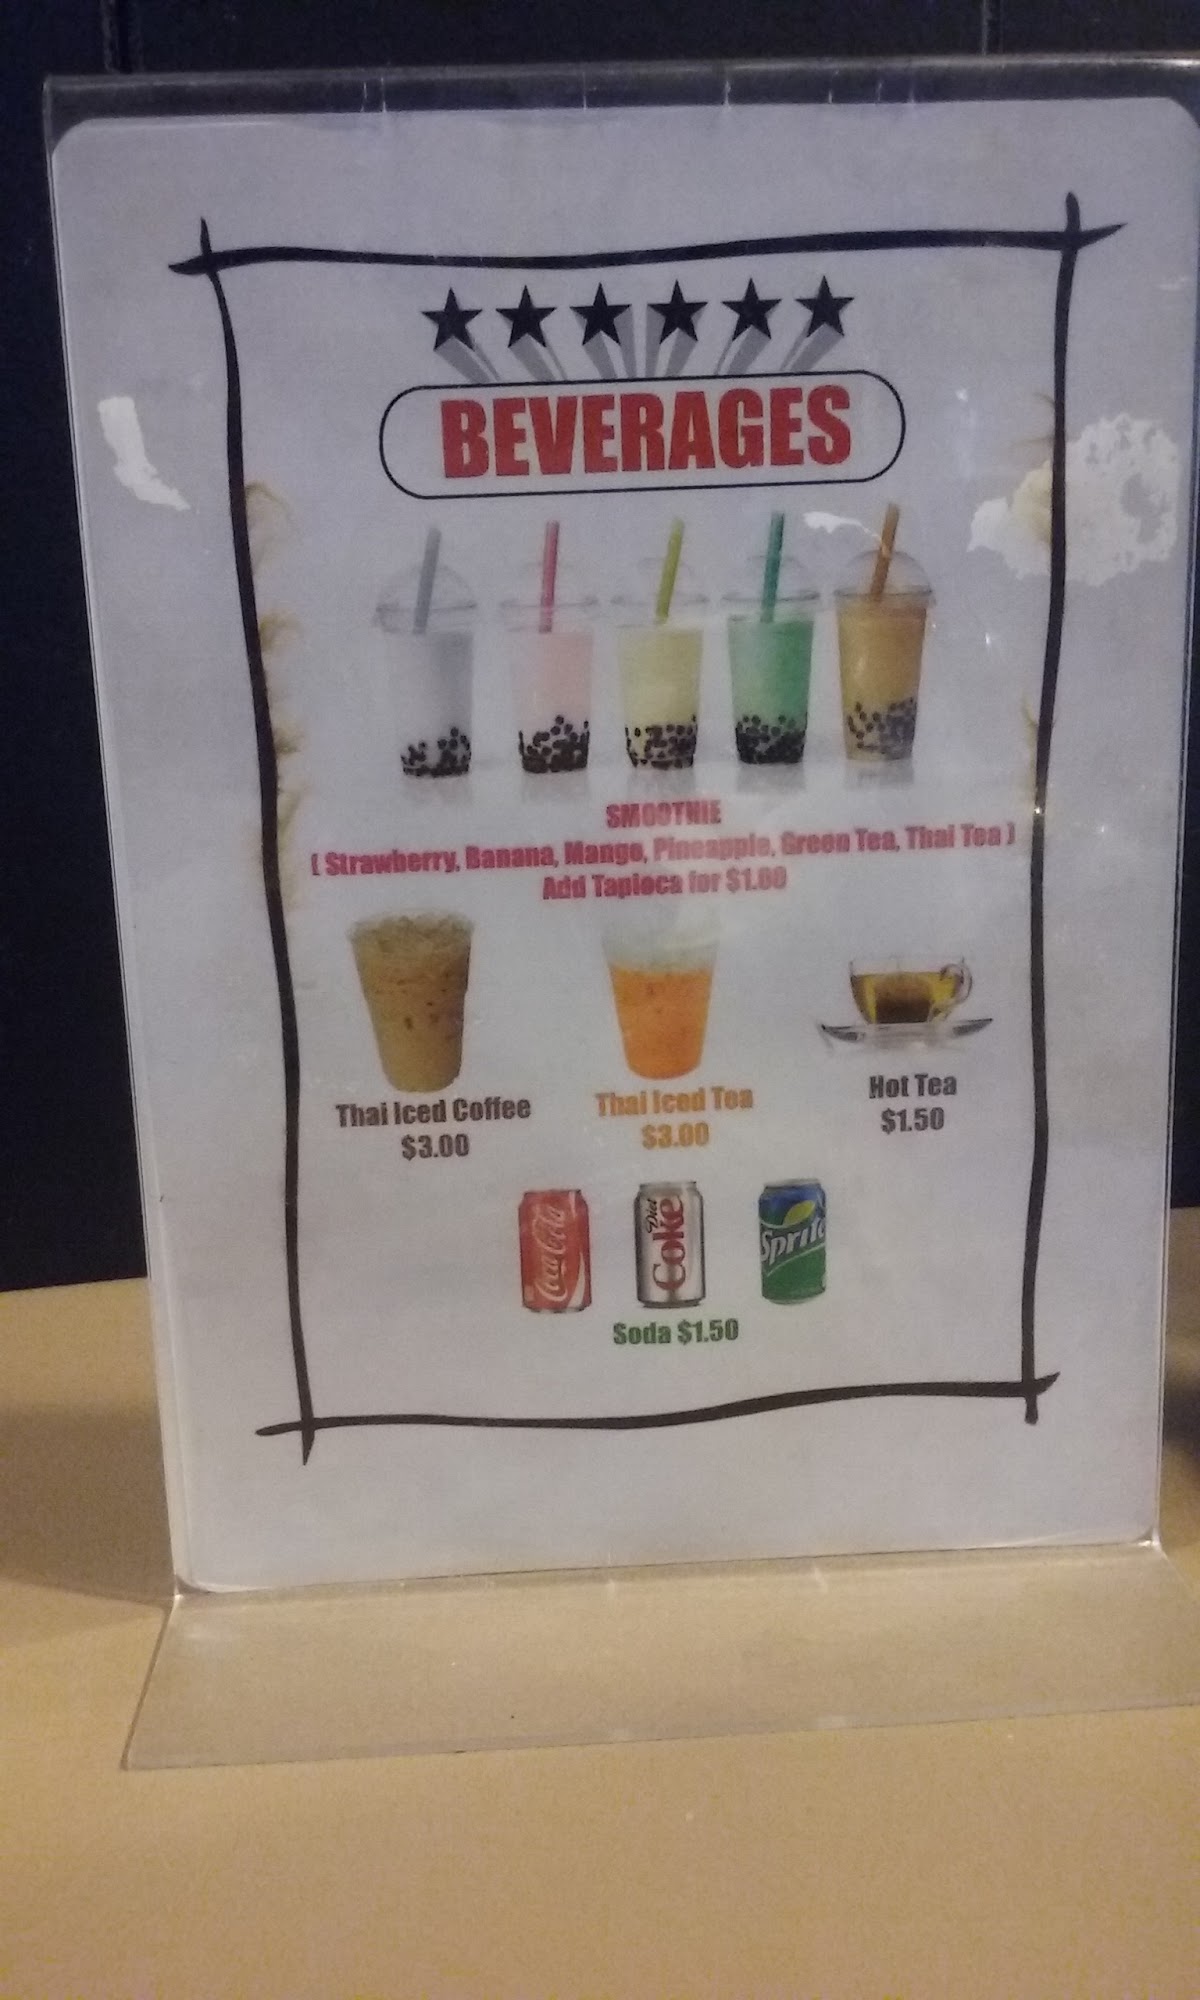 BEVERAGES
SMOOTHIE
( Strawberry, Banana, Mango, Pineapple, Green Tea, Thai Tea )
Add Tapioca for $1.00
Thai Iced Coffee
$3.00
Thai Iced Tea
$3.00
Hot Tea
$1.50
Coca-Cola
Diet
Coke
Sprite
Soda $1.50